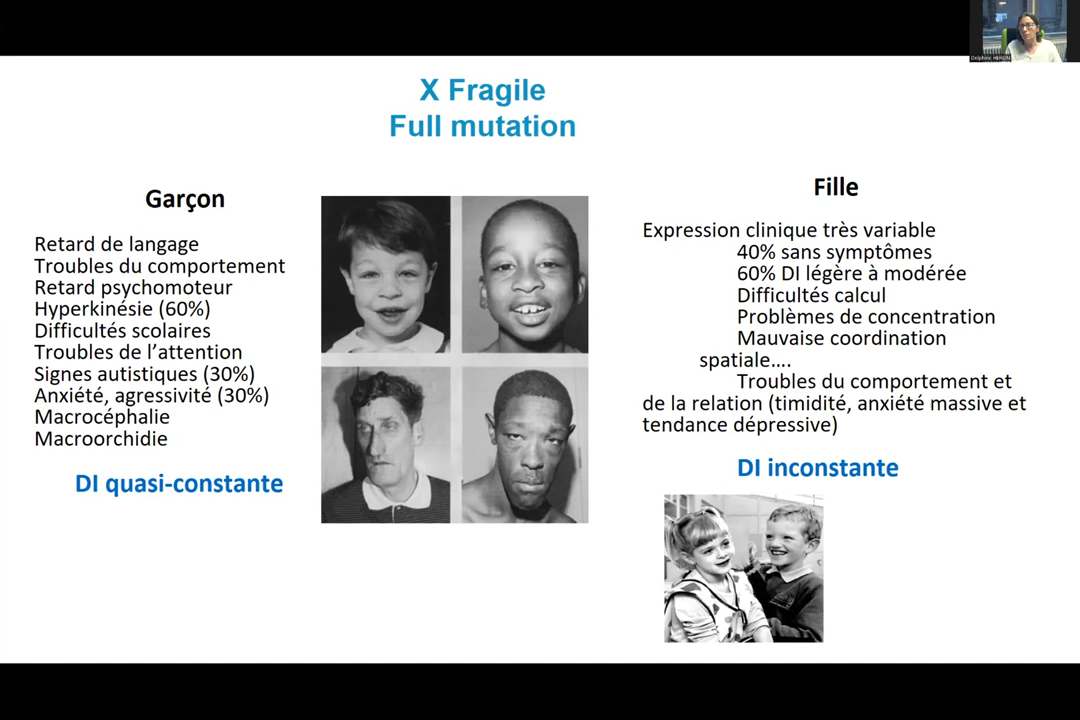 Delphine HERON
X Fragile
Full mutation
Garçon
Retard de langage
Troubles du comportement
Retard psychomoteur
Hyperkinésie (60%)
Difficultés scolaires
Troubles de l’attention
Signes autistiques (30%)
Anxiété, agressivité (30%)
Macrocéphalie
Macroorchidie
DI quasi-constante
Fille
Expression clinique très variable
40% sans symptômes
60% DI légère à modérée
Difficultés calcul
Problèmes de concentration
Mauvaise coordination
spatiale....
Troubles du comportement et
de la relation (timidité, anxiété massive et
tendance dépressive)
DI inconstante